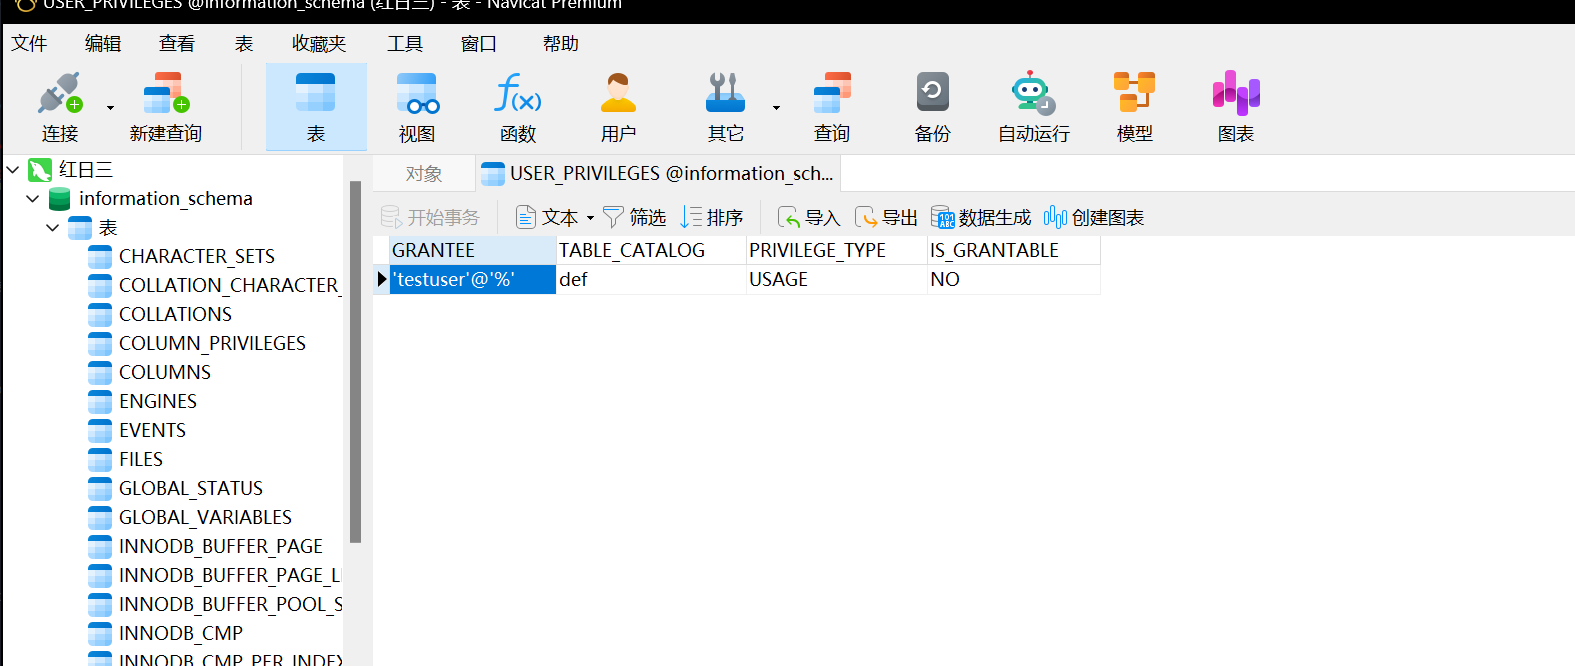 USER_PRIVILEGES @information_schema (红日三) - 表 - Navicat Premium
文件 编辑 查看 表 收藏夹 工具 窗口 帮助
连接 新建查询 表 视图 函数 用户 其它 查询 备份 自动运行 模型 图表
红日三
information_schema
表
CHARACTER_SETS
COLLATION_CHARACTER_
COLLATIONS
COLUMN_PRIVILEGES
COLUMNS
ENGINES
EVENTS
FILES
GLOBAL_STATUS
GLOBAL_VARIABLES
INNODB_BUFFER_PAGE
INNODB_BUFFER_PAGE_L
INNODB_BUFFER_POOL_S
INNODB_CMP
INNODB_CMP_PER_INDEX
对象 USER_PRIVILEGES @information_sch...
开始事务 文本 筛选 排序 导入 导出 数据生成 创建图表
GRANTEE TABLE_CATALOG PRIVILEGE_TYPE IS_GRANTABLE
'testuser'@'%' def USAGE NO